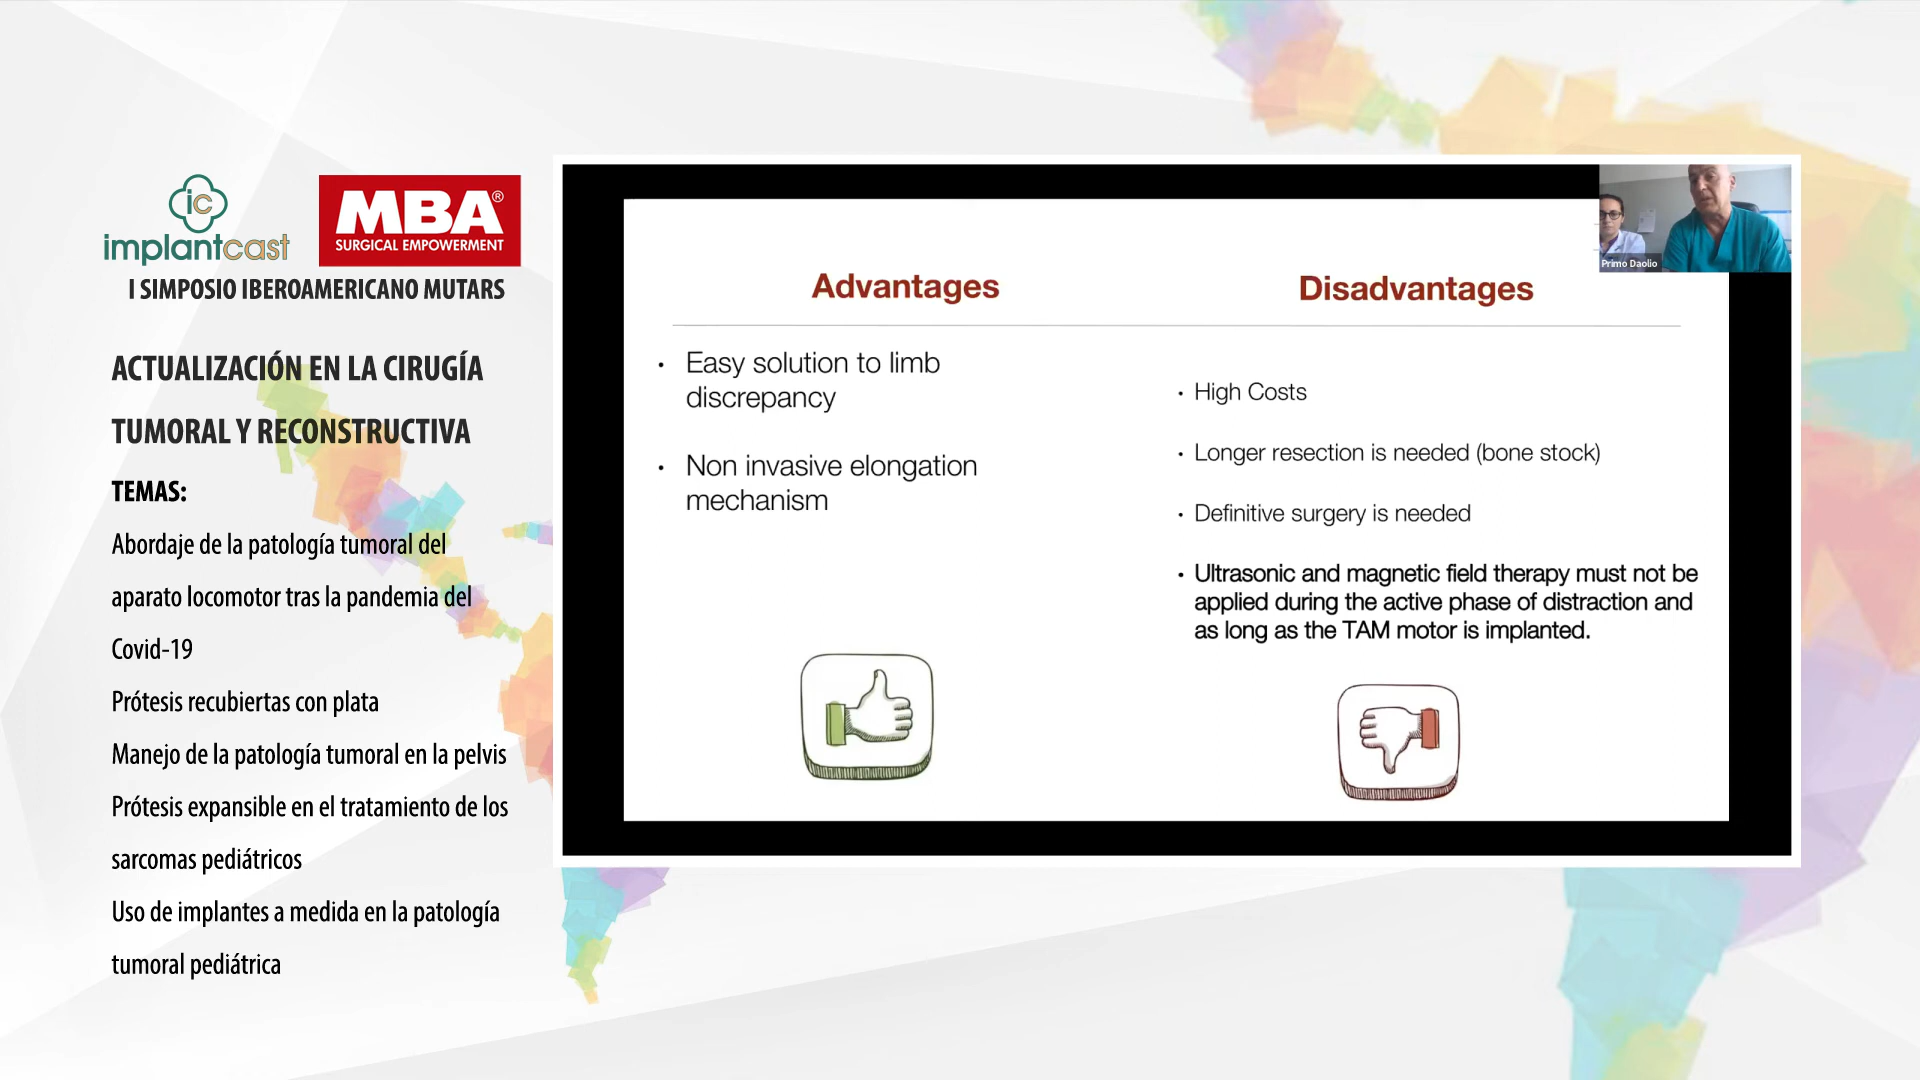 ic
implantcast
MBA®
SURGICAL EMPOWERMENT
I SIMPOSIO IBEROAMERICANO MUTARS
ACTUALIZACIÓN EN LA CIRUGÍA
TUMORAL Y RECONSTRUCTIVA
TEMAS:
Abordaje de la patología tumoral del
aparato locomotor tras la pandemia del
Covid-19
Prótesis recubiertas con plata
Manejo de la patología tumoral en la pelvis
Prótesis expansible en el tratamiento de los
sarcomas pediátricos
Uso de implantes a medida en la patología
tumoral pediátrica
Primo Daolio
Advantages
• Easy solution to limb
discrepancy
• Non invasive elongation
mechanism
Disadvantages
• High Costs
• Longer resection is needed (bone stock)
• Definitive surgery is needed
• Ultrasonic and magnetic field therapy must not be
applied during the active phase of distraction and
as long as the TAM motor is implanted.